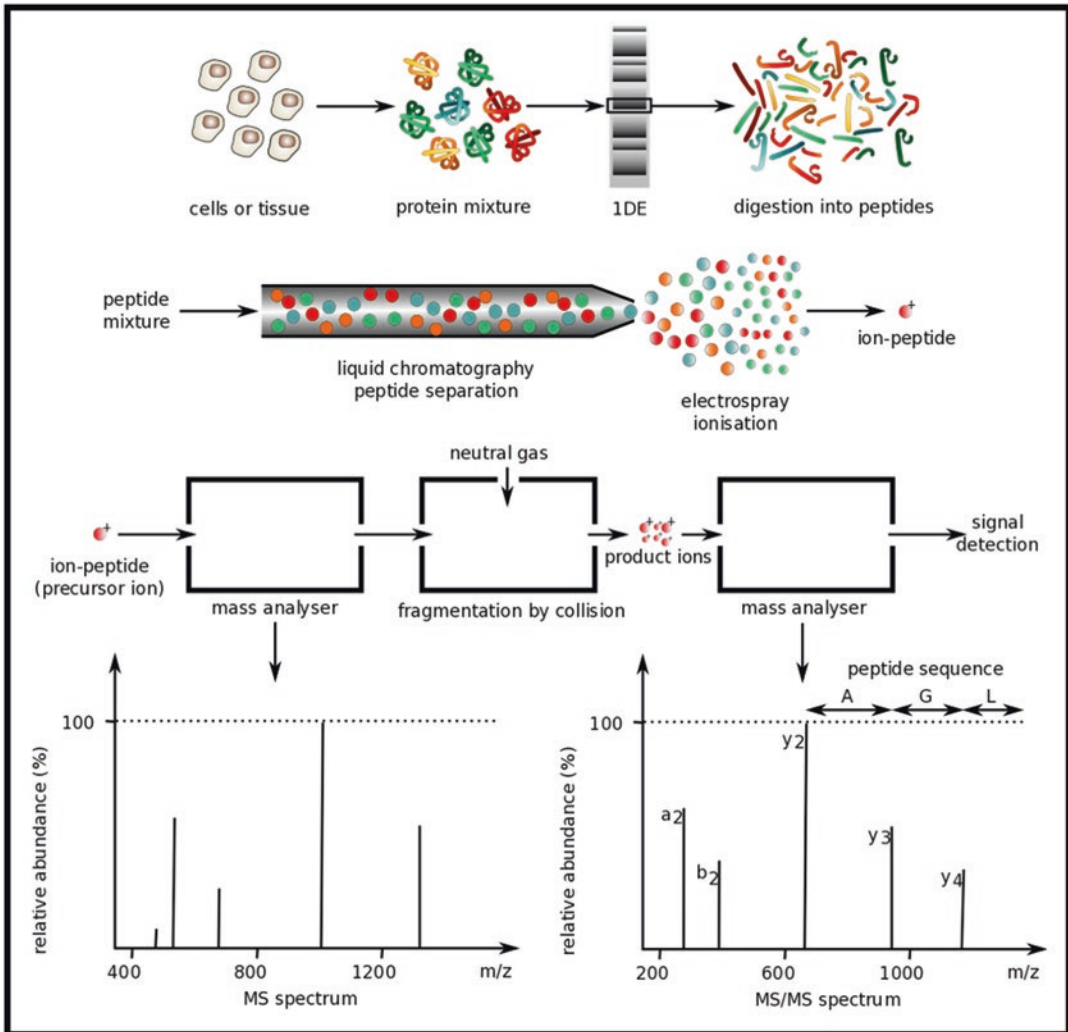 cells or tissue
protein mixture
1DE
digestion into peptides
peptide
mixture
liquid chromatography
peptide separation
electrospray
ionisation
+
ion-peptide
neutral gas
+
ion-peptide
(precursor ion)
mass analyser
fragmentation by collision
+ +
product ions
mass analyser
signal
detection
relative abundance (%)
100
400 800 1200 m/z
MS spectrum
peptide sequence
A G L
relative abundance (%)
100
y2
a2
b2
y3
y4
200 600 1000 m/z
MS/MS spectrum